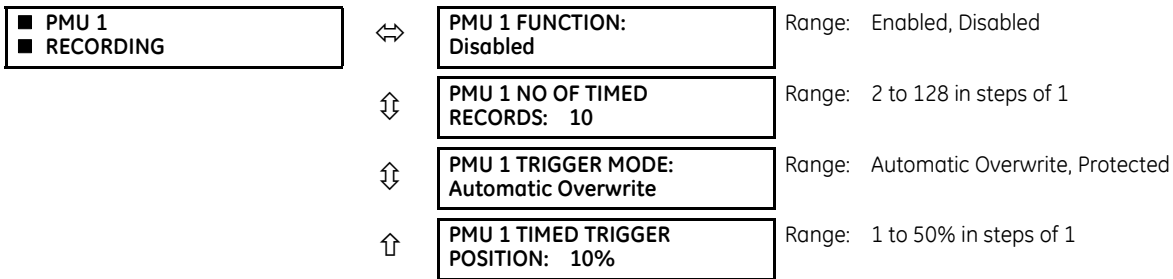 ■ PMU 1
■ RECORDING
PMU 1 FUNCTION:
Disabled
Range: Enabled, Disabled
PMU 1 NO OF TIMED
RECORDS: 10
Range: 2 to 128 in steps of 1
PMU 1 TRIGGER MODE:
Automatic Overwrite
Range: Automatic Overwrite, Protected
PMU 1 TIMED TRIGGER
POSITION: 10%
Range: 1 to 50% in steps of 1